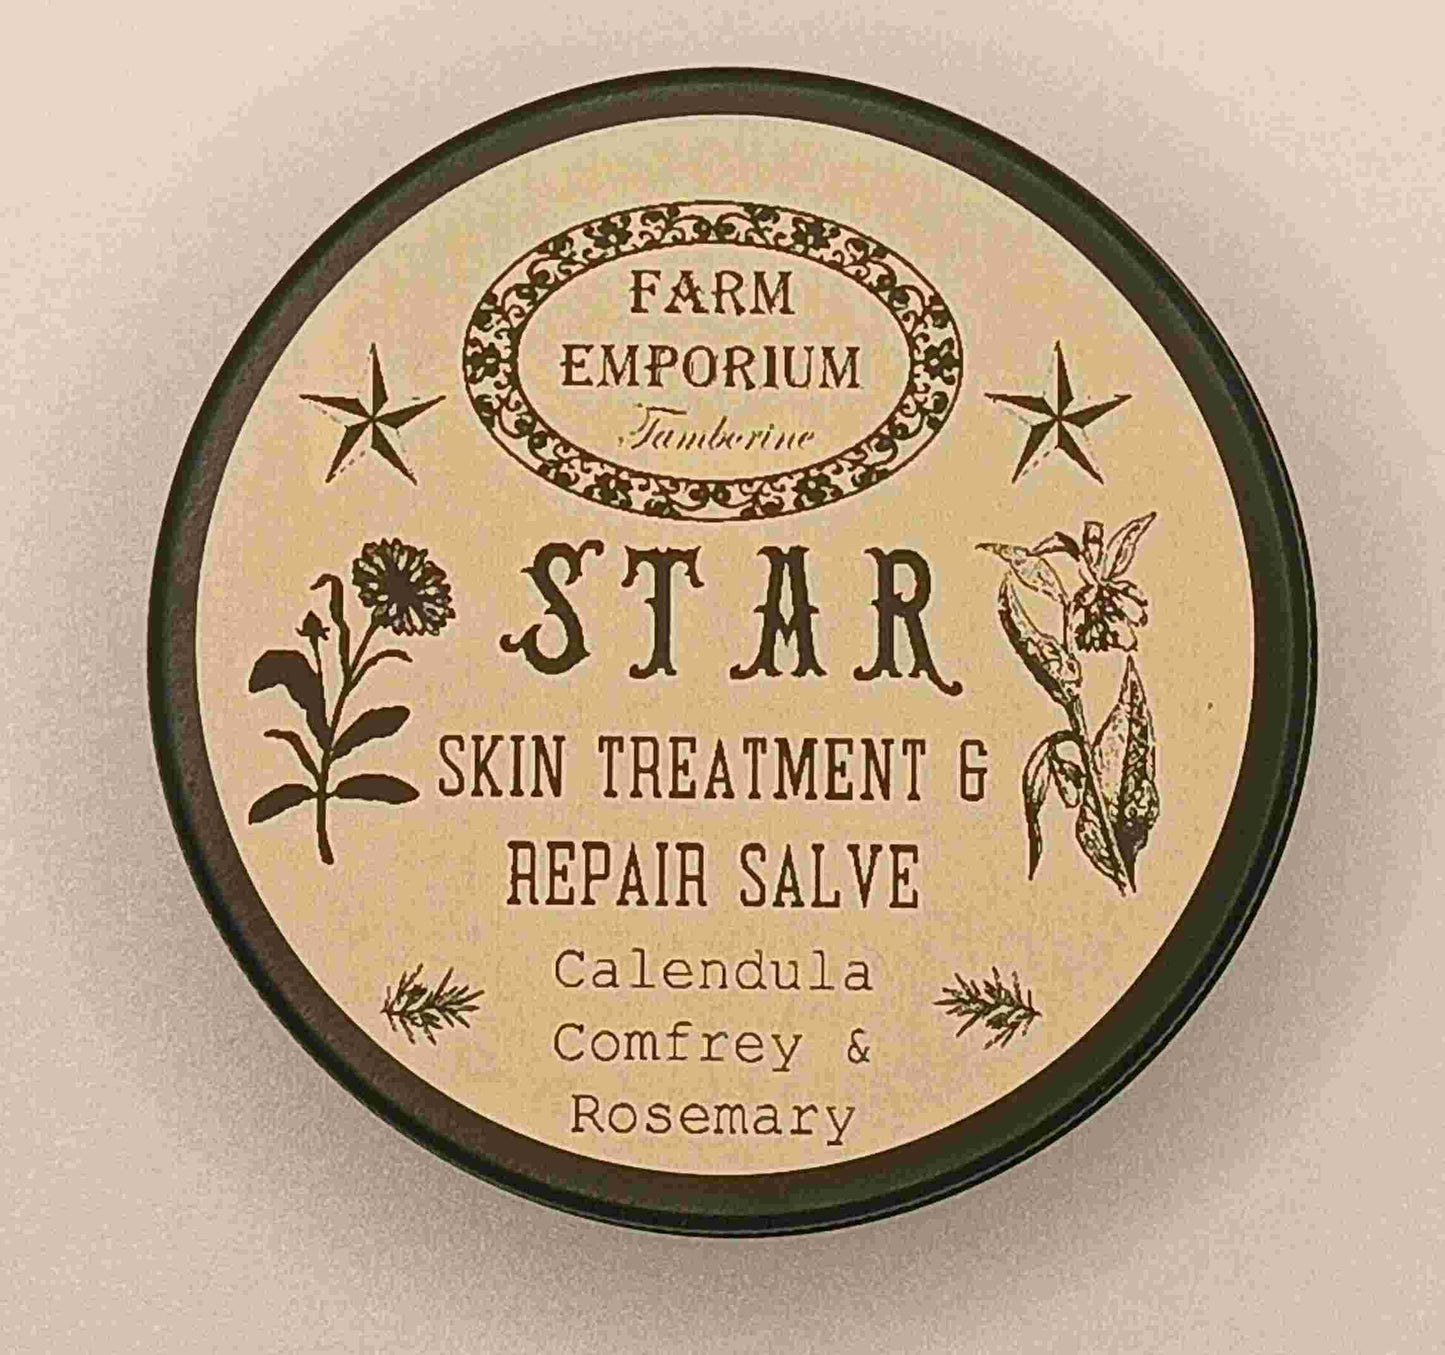 FARM
EMPORIUM
Tamborine
STAR
SKIN TREATMENT &
REPAIR SALVE
Calendula
Comfrey &
Rosemary